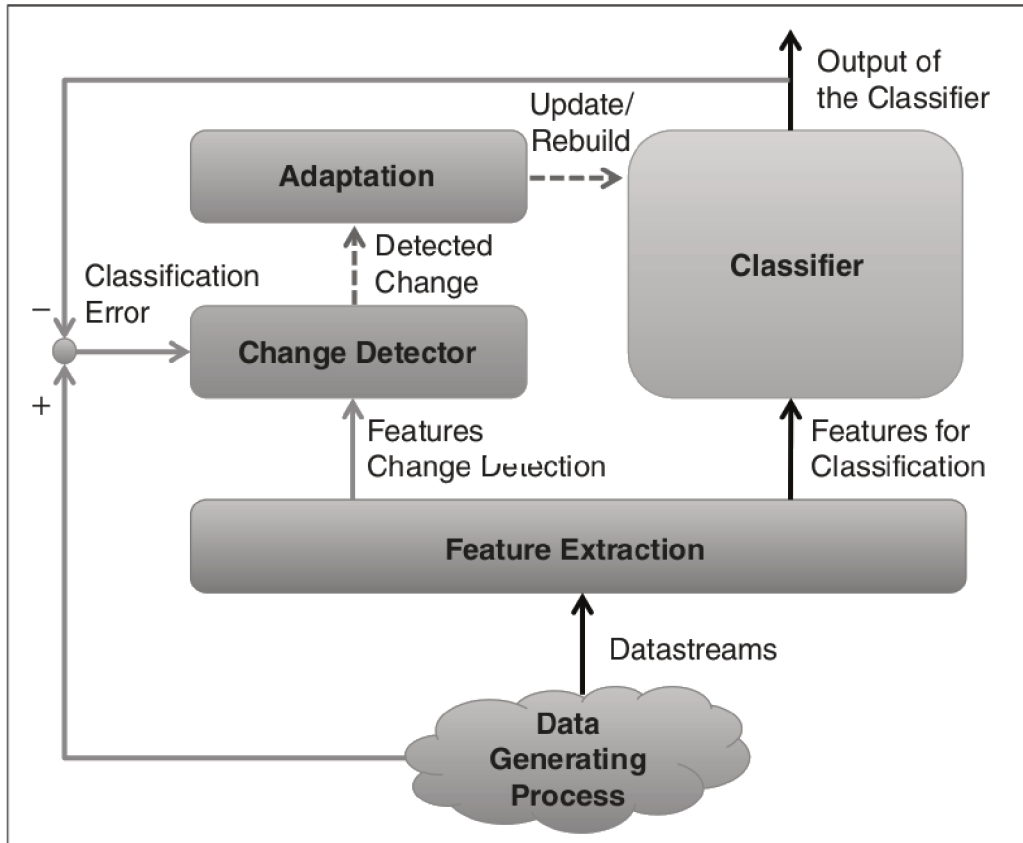 Output of
the Classifier
Update/
Rebuild
Adaptation
Detected
Change
Classifier
Classification
Error
−
Change Detector
+
Features
Change Detection
Features for
Classification
Feature Extraction
Datastreams
Data
Generating
Process